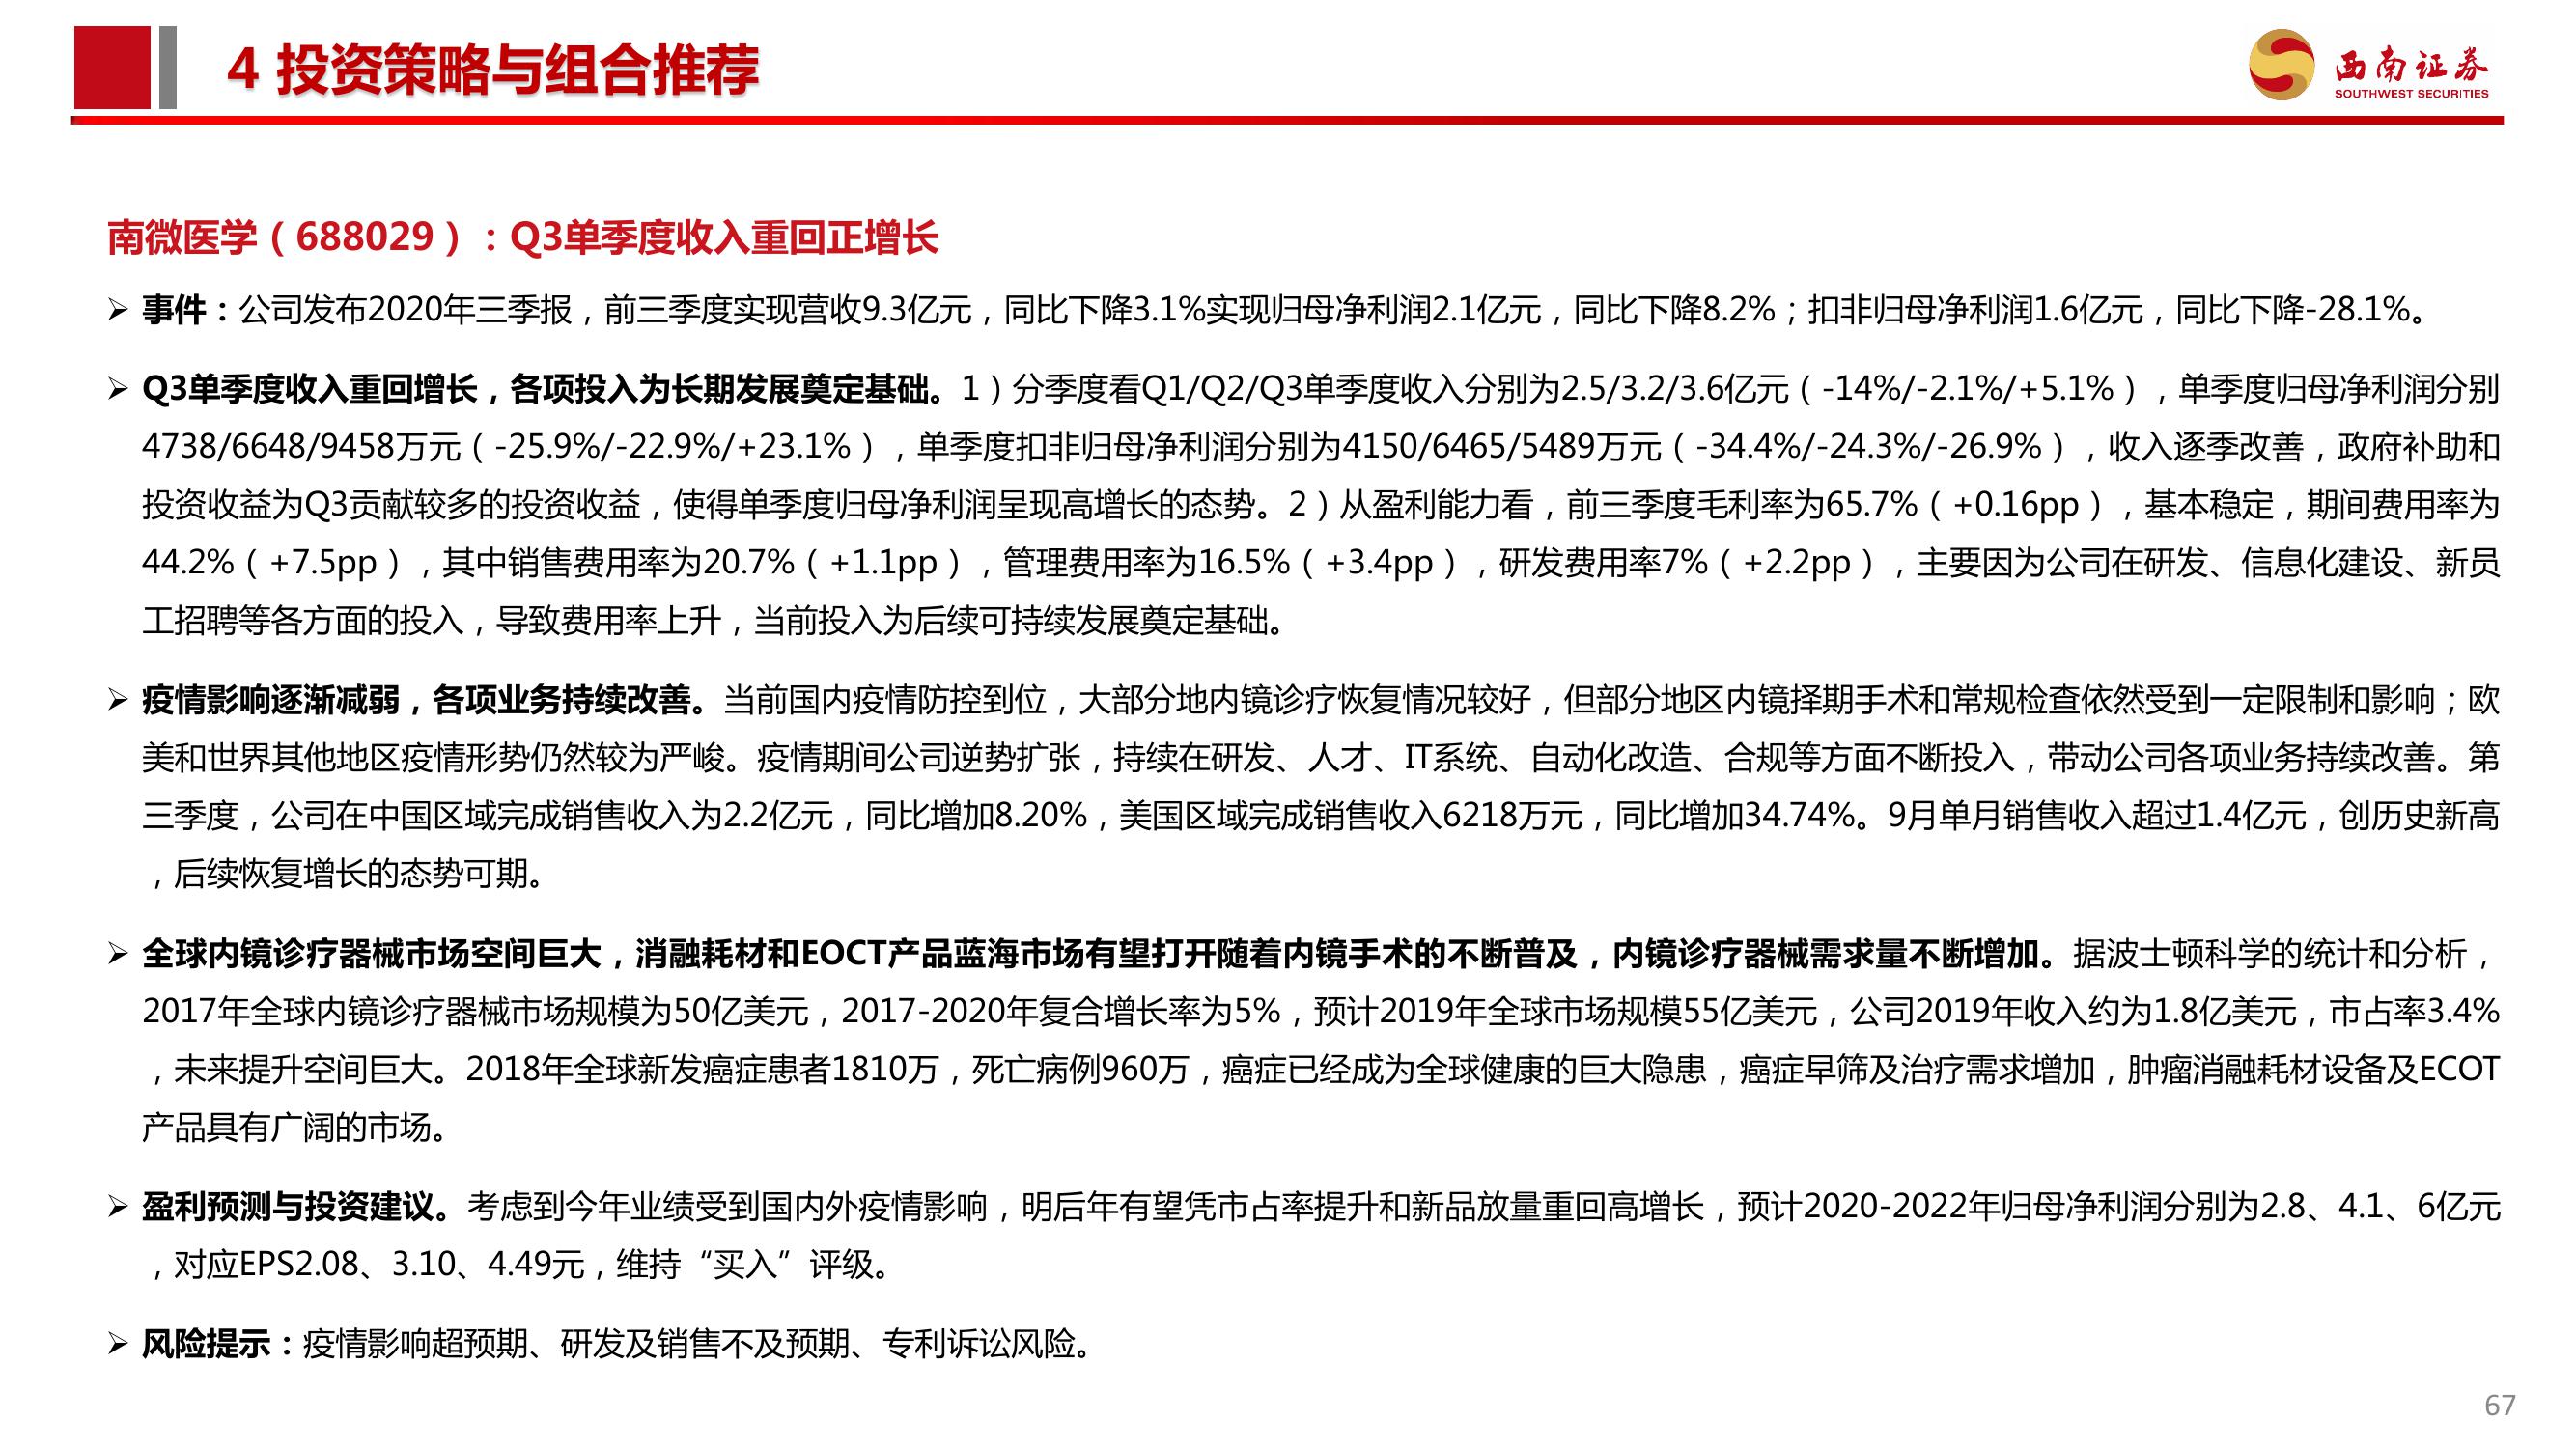 4 投资策略与组合推荐
西南证券
SOUTHWEST SECURITIES
南微医学（688029）：Q3单季度收入重回正增长
➢ 事件：公司发布2020年三季报，前三季度实现营收9.3亿元，同比下降3.1%实现归母净利润2.1亿元，同比下降8.2%；扣非归母净利润1.6亿元，同比下降-28.1%。
➢ Q3单季度收入重回增长，各项投入为长期发展奠定基础。1）分季度看Q1/Q2/Q3单季度收入分别为2.5/3.2/3.6亿元（-14%/-2.1%/+5.1%），单季度归母净利润分别
4738/6648/9458万元（-25.9%/-22.9%/+23.1%），单季度扣非归母净利润分别为4150/6465/5489万元（-34.4%/-24.3%/-26.9%），收入逐季改善，政府补助和
投资收益为Q3贡献较多的投资收益，使得单季度归母净利润呈现高增长的态势。2）从盈利能力看，前三季度毛利率为65.7%（+0.16pp），基本稳定，期间费用率为
44.2%（+7.5pp），其中销售费用率为20.7%（+1.1pp），管理费用率为16.5%（+3.4pp），研发费用率7%（+2.2pp），主要因为公司在研发、信息化建设、新员
工招聘等各方面的投入，导致费用率上升，当前投入为后续可持续发展奠定基础。
➢ 疫情影响逐渐减弱，各项业务持续改善。当前国内疫情防控到位，大部分地内镜诊疗恢复情况较好，但部分地区内镜择期手术和常规检查依然受到一定限制和影响；欧
美和世界其他地区疫情形势仍然较为严峻。疫情期间公司逆势扩张，持续在研发、人才、IT系统、自动化改造、合规等方面不断投入，带动公司各项业务持续改善。第
三季度，公司在中国区域完成销售收入为2.2亿元，同比增加8.20%，美国区域完成销售收入6218万元，同比增加34.74%。9月单月销售收入超过1.4亿元，创历史新高
，后续恢复增长的态势可期。
➢ 全球内镜诊疗器械市场空间巨大，消融耗材和EOCT产品蓝海市场有望打开随着内镜手术的不断普及，内镜诊疗器械需求量不断增加。据波士顿科学的统计和分析，
2017年全球内镜诊疗器械市场规模为50亿美元，2017-2020年复合增长率为5%，预计2019年全球市场规模55亿美元，公司2019年收入约为1.8亿美元，市占率3.4%
，未来提升空间巨大。2018年全球新发癌症患者1810万，死亡病例960万，癌症已经成为全球健康的巨大隐患，癌症早筛及治疗需求增加，肿瘤消融耗材设备及ECOT
产品具有广阔的市场。
➢ 盈利预测与投资建议。考虑到今年业绩受到国内外疫情影响，明后年有望凭市占率提升和新品放量重回高增长，预计2020-2022年归母净利润分别为2.8、4.1、6亿元
，对应EPS2.08、3.10、4.49元，维持“买入”评级。
➢ 风险提示：疫情影响超预期、研发及销售不及预期、专利诉讼风险。
67